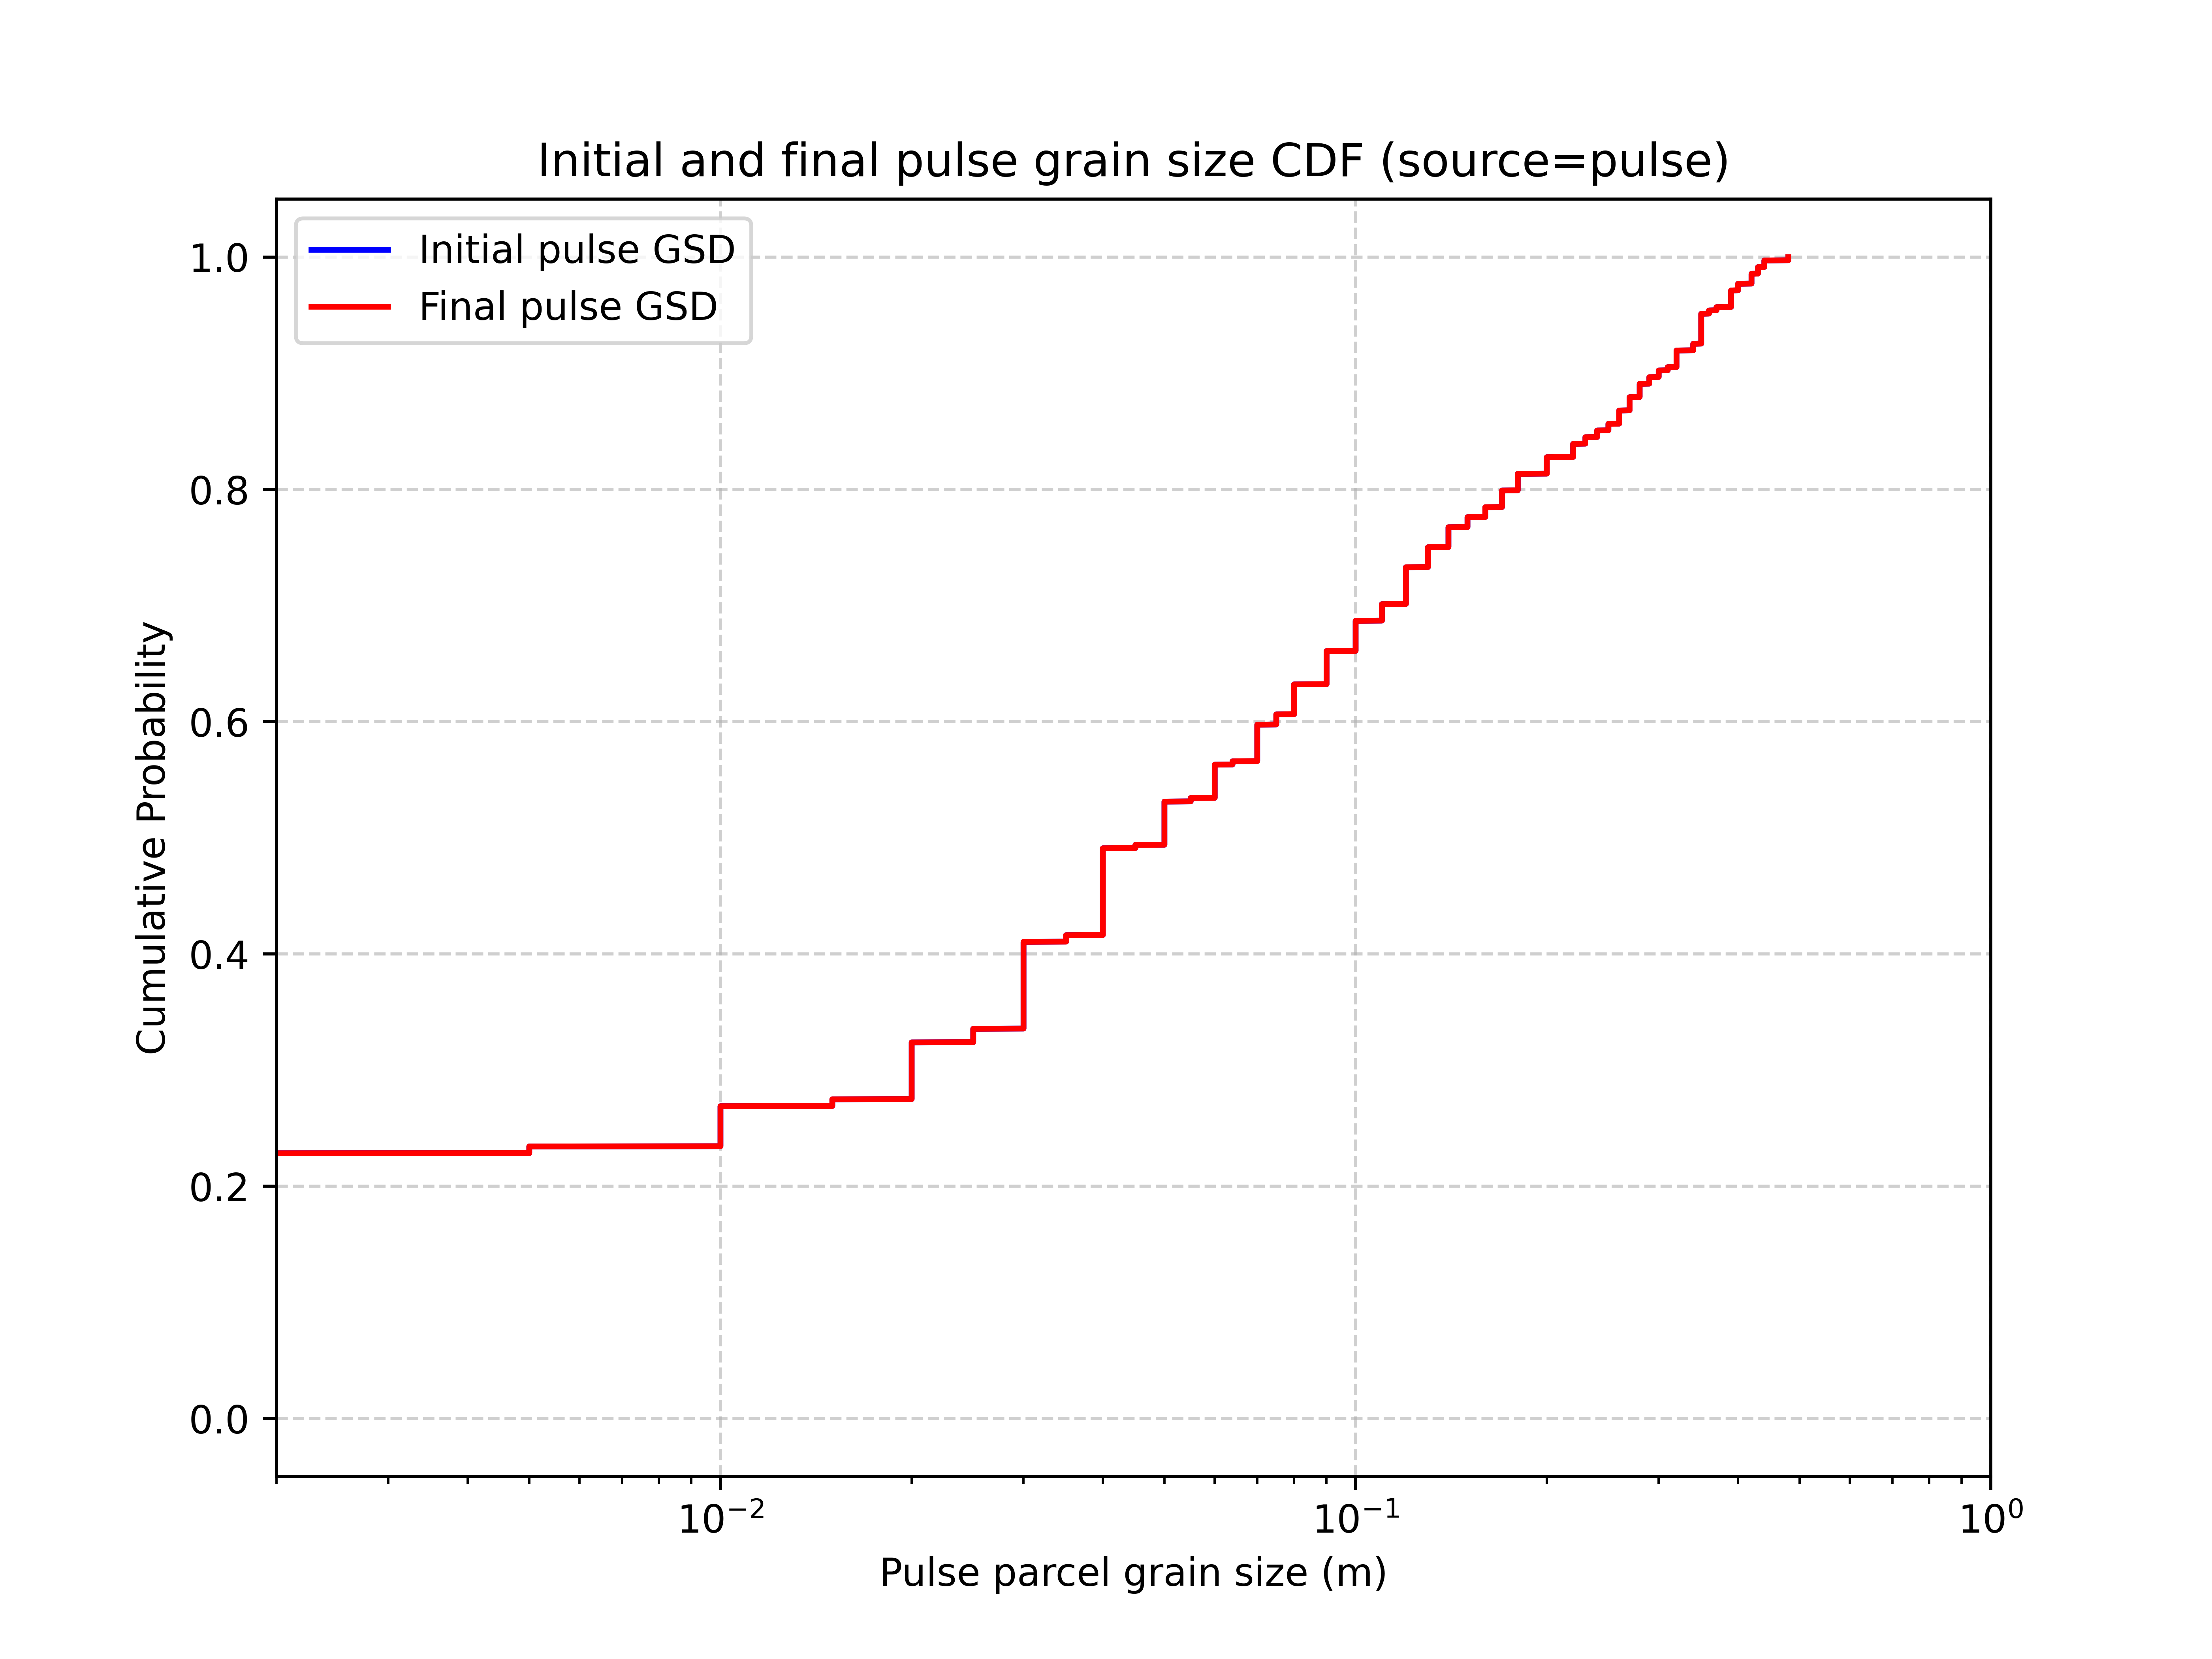 Initial and final pulse grain size CDF (source=pulse)
Initial pulse GSD
Final pulse GSD
1.0
0.8
0.6
0.4
0.2
0.0
Cumulative Probability
10⁻²
10⁻¹
10⁰
Pulse parcel grain size (m)